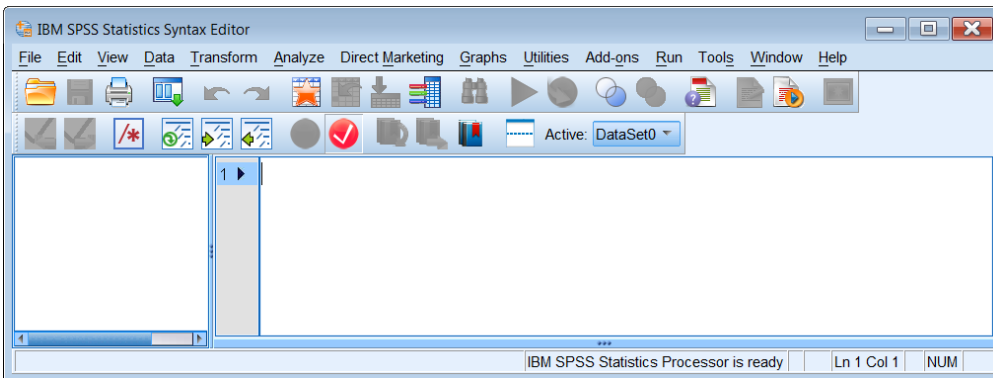 IBM SPSS Statistics Syntax Editor
File Edit View Data Transform Analyze Direct Marketing Graphs Utilities Add-ons Run Tools Window Help
/*
Active: DataSet0
1
IBM SPSS Statistics Processor is ready Ln 1 Col 1 NUM